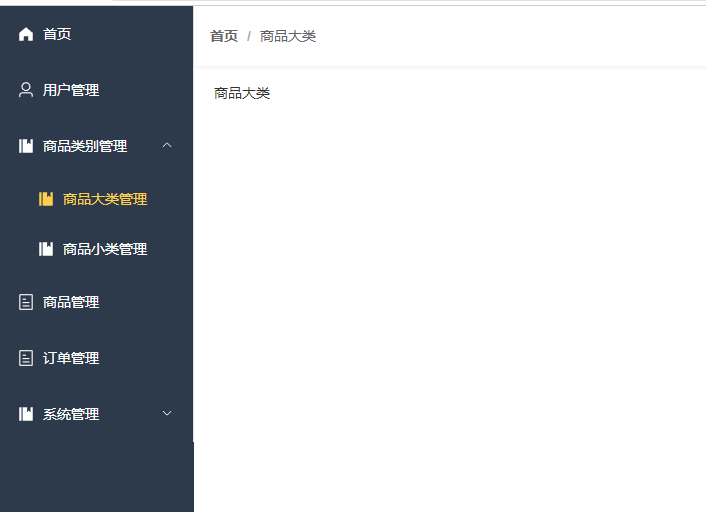 首页
用户管理
商品类别管理
商品大类管理
商品小类管理
商品管理
订单管理
系统管理
首页 / 商品大类
商品大类